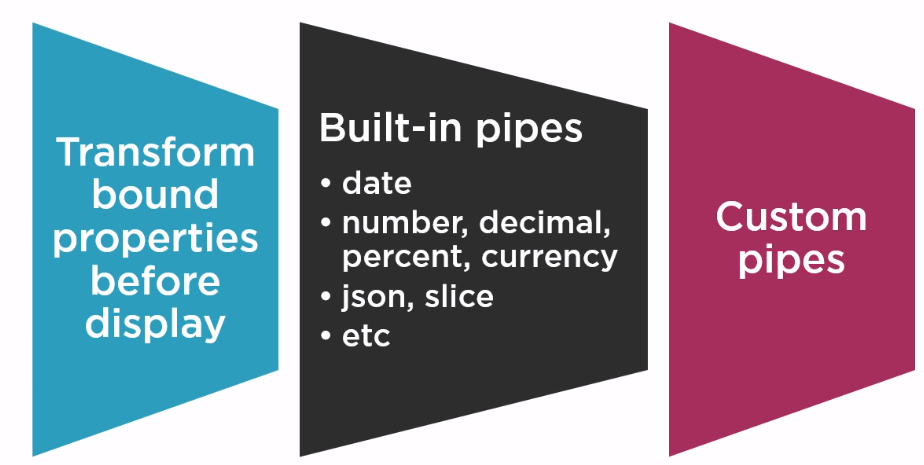 Transform
bound
properties
before
display
Built-in pipes
• date
• number, decimal,
percent, currency
• json, slice
• etc
Custom
pipes